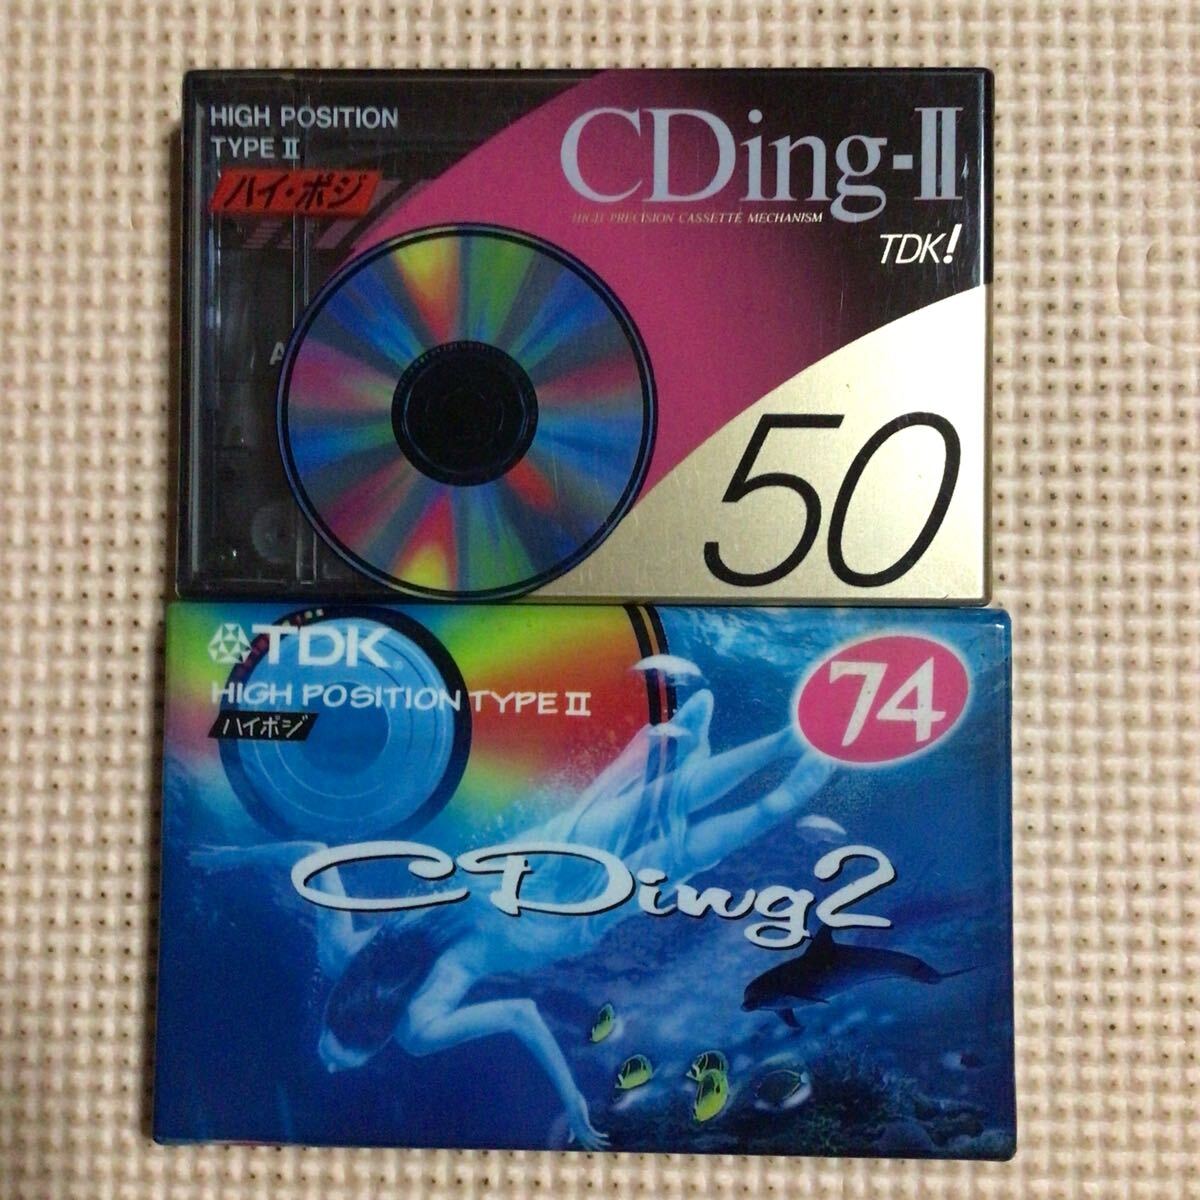 HIGH POSITION
TYPE II
ハイ・ポジ
CDing-II
HIGH PRECISION CASSETTE MECHANISM
TDK!
A
50
TDK
HIGH POSITION TYPE II
ハイポジ
74
CDing2